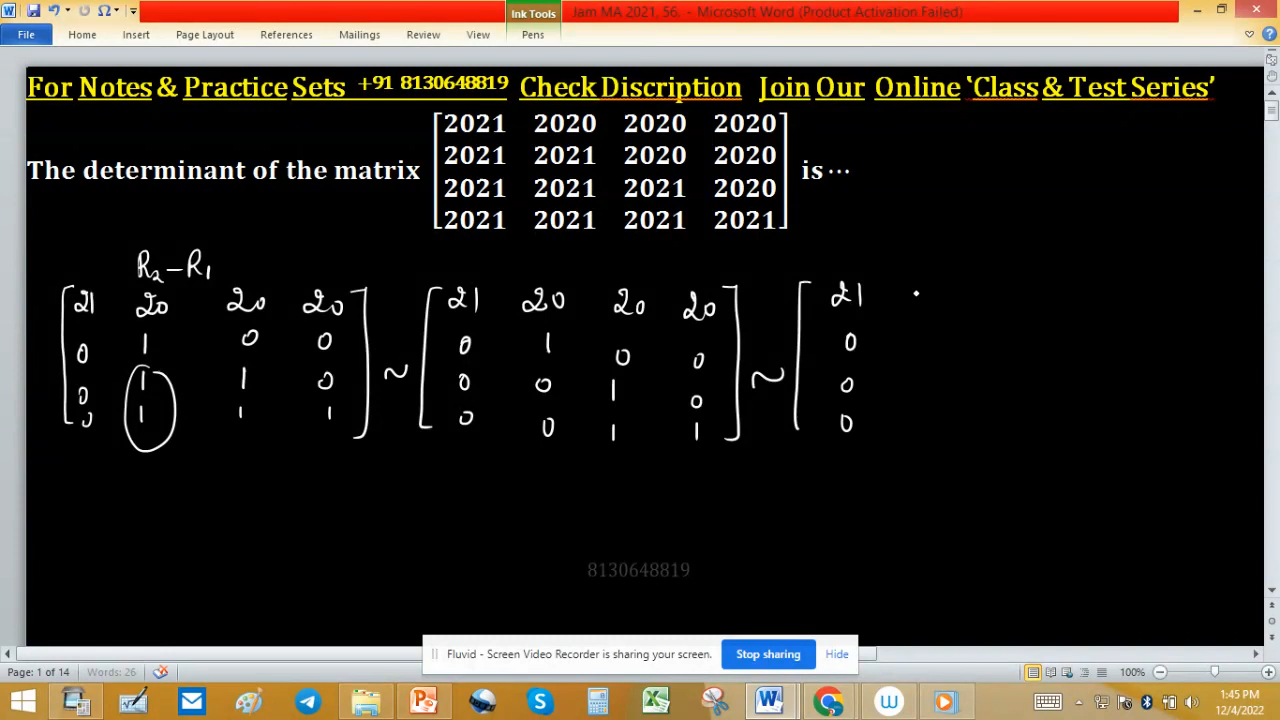 Ink Tools
Jam MA 2021, 56. - Microsoft Word (Product Activation Failed)
File Home Insert Page Layout References Mailings Review View Pens
For Notes & Practice Sets +91 8130648819 Check Discription Join Our Online 'Class & Test Series'
2021 2020 2020 2020
2021 2021 2020 2020
The determinant of the matrix is ...
2021 2021 2021 2020
2021 2021 2021 2021
R2-R1
21 20 20 20 21 20 20 20 21
0 1 0 0 0 1 0 0 0
0 1 1 0 ~ 0 0 1 0 ~ 0
0 1 1 1 0 0 1 1 0
8130648819
Fluvid - Screen Video Recorder is sharing your screen. Stop sharing Hide
Page: 1 of 14 Words: 26 100%
1:45 PM
12/4/2022